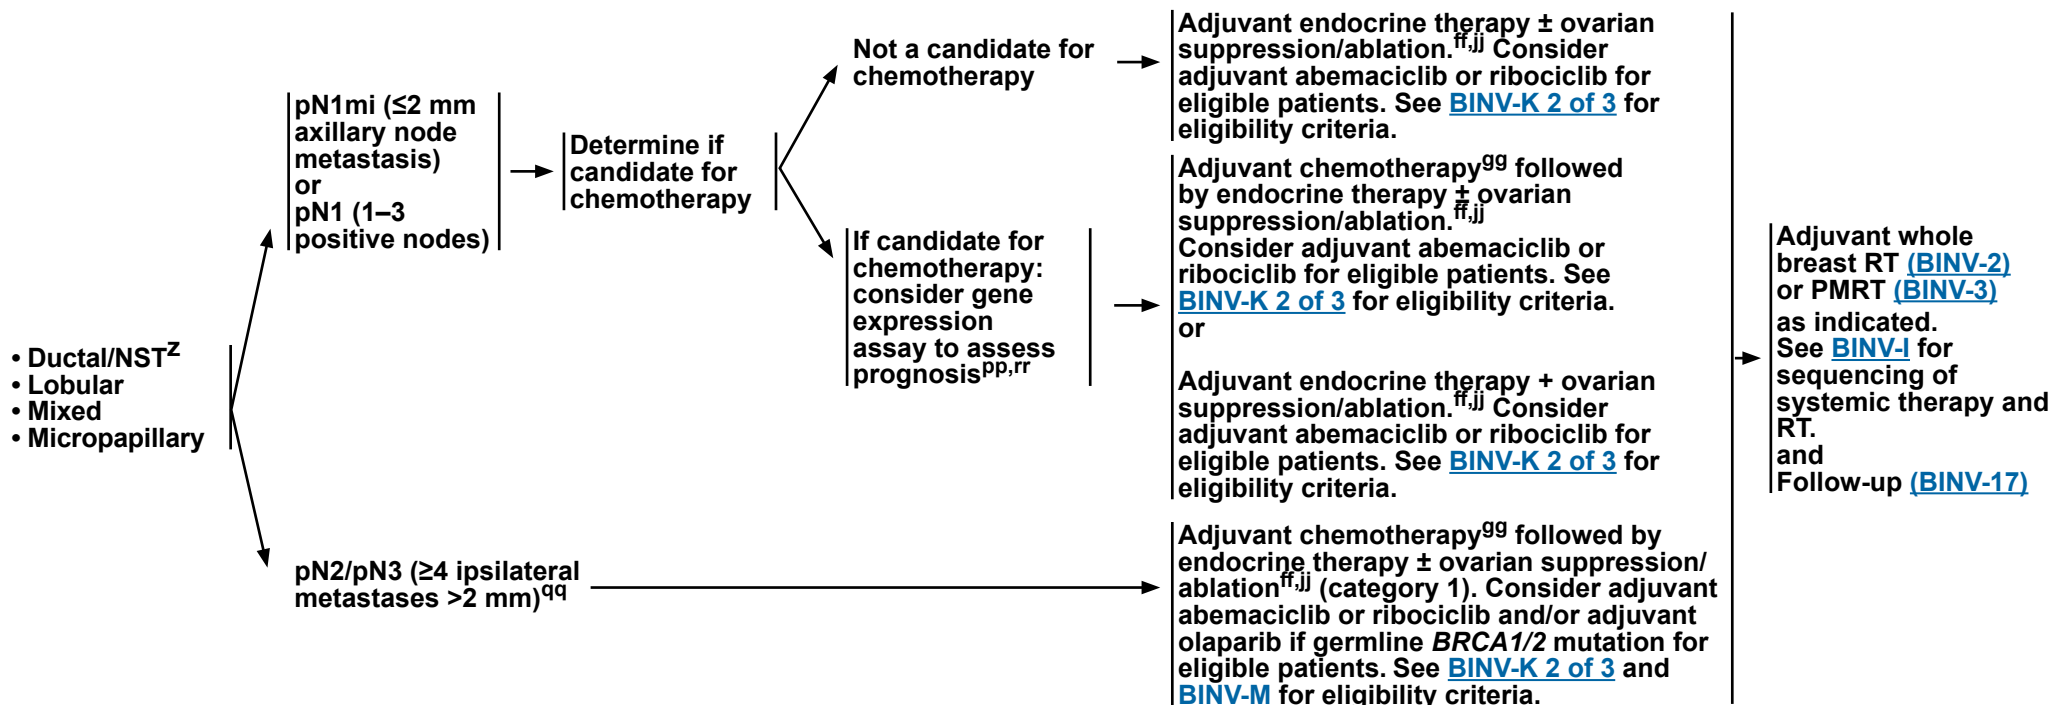 • Ductal/NSTᶻ
• Lobular
• Mixed
• Micropapillary
pN1mi (≤2 mm
axillary node
metastasis)
or
pN1 (1–3
positive nodes)
Determine if
candidate for
chemotherapy
Not a candidate for
chemotherapy
Adjuvant endocrine therapy ± ovarian
suppression/ablation.ff,jj Consider
adjuvant abemaciclib or ribociclib for
eligible patients. See BINV-K 2 of 3 for
eligibility criteria.
If candidate for
chemotherapy:
consider gene
expression
assay to assess
prognosispp,rr
Adjuvant chemotherapygg followed
by endocrine therapy ± ovarian
suppression/ablation.ff,jj
Consider adjuvant abemaciclib or
ribociclib for eligible patients. See
BINV-K 2 of 3 for eligibility criteria.
or
Adjuvant endocrine therapy + ovarian
suppression/ablation.ff,jj Consider
adjuvant abemaciclib or ribociclib for
eligible patients. See BINV-K 2 of 3 for
eligibility criteria.
pN2/pN3 (≥4 ipsilateral
metastases >2 mm)qq
Adjuvant chemotherapygg followed by
endocrine therapy ± ovarian suppression/
ablationff,jj (category 1). Consider adjuvant
abemaciclib or ribociclib and/or adjuvant
olaparib if germline BRCA1/2 mutation for
eligible patients. See BINV-K 2 of 3 and
BINV-M for eligibility criteria.
Adjuvant whole
breast RT (BINV-2)
or PMRT (BINV-3)
as indicated.
See BINV-I for
sequencing of
systemic therapy and
RT.
and
Follow-up (BINV-17)